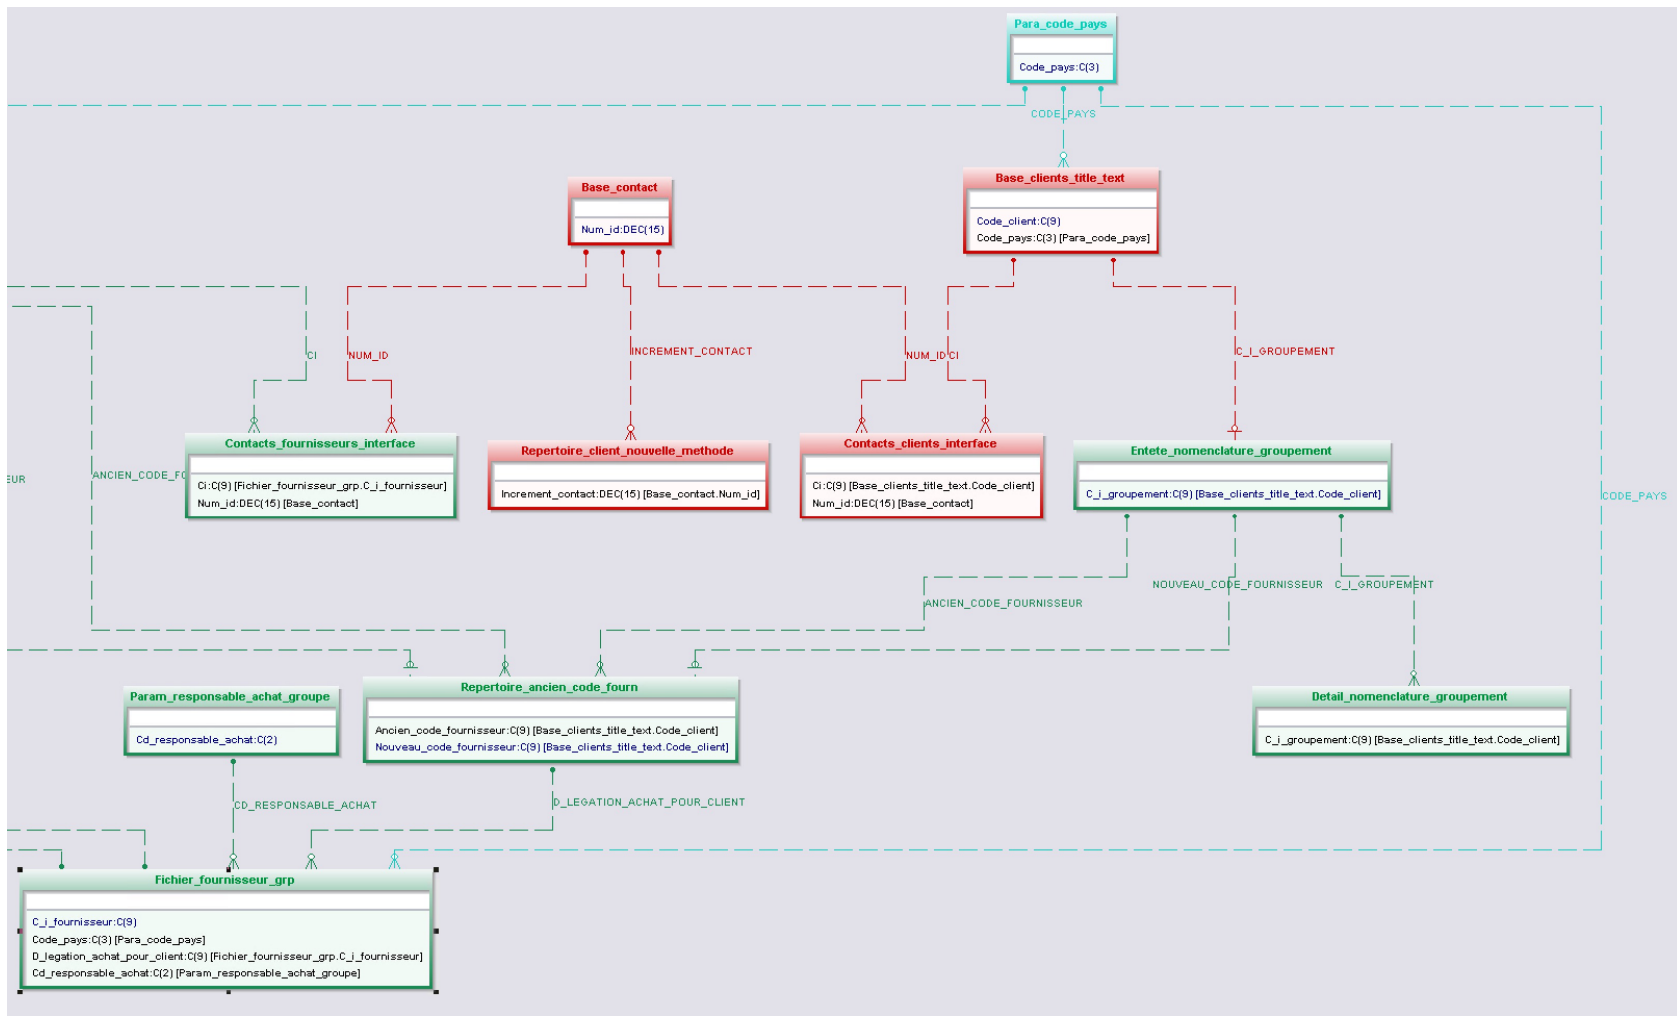 Para_code_pays
Code_pays:C(3)
CODE_PAYS
Base_clients_title_text
Code_client:C(9)
Code_pays:C(3) [Para_code_pays]
Base_contact
Num_id:DEC(15)
CI
NUM_ID
INCREMENT_CONTACT
NUM_ID
CI
C_I_GROUPEMENT
Contacts_fournisseurs_interface
Ci:C(9) [Fichier_fournisseur_grp.C_i_fournisseur]
Num_id:DEC(15) [Base_contact]
Repertoire_client_nouvelle_methode
Increment_contact:DEC(15) [Base_contact.Num_id]
Contacts_clients_interface
Ci:C(9) [Base_clients_title_text.Code_client]
Num_id:DEC(15) [Base_contact]
Entete_nomenclature_groupement
C_i_groupement:C(9) [Base_clients_title_text.Code_client]
EUR
ANCIEN_CODE_FO
CODE_PAYS
ANCIEN_CODE_FOURNISSEUR
NOUVEAU_CODE_FOURNISSEUR
C_I_GROUPEMENT
Param_responsable_achat_groupe
Cd_responsable_achat:C(2)
Repertoire_ancien_code_fourn
Ancien_code_fournisseur:C(9) [Base_clients_title_text.Code_client]
Nouveau_code_fournisseur:C(9) [Base_clients_title_text.Code_client]
Detail_nomenclature_groupement
C_i_groupement:C(9) [Base_clients_title_text.Code_client]
CD_RESPONSABLE_ACHAT
D_LEGATION_ACHAT_POUR_CLIENT
Fichier_fournisseur_grp
C_i_fournisseur:C(9)
Code_pays:C(3) [Para_code_pays]
D_legation_achat_pour_client:C(9) [Fichier_fournisseur_grp.C_i_fournisseur]
Cd_responsable_achat:C(2) [Param_responsable_achat_groupe]